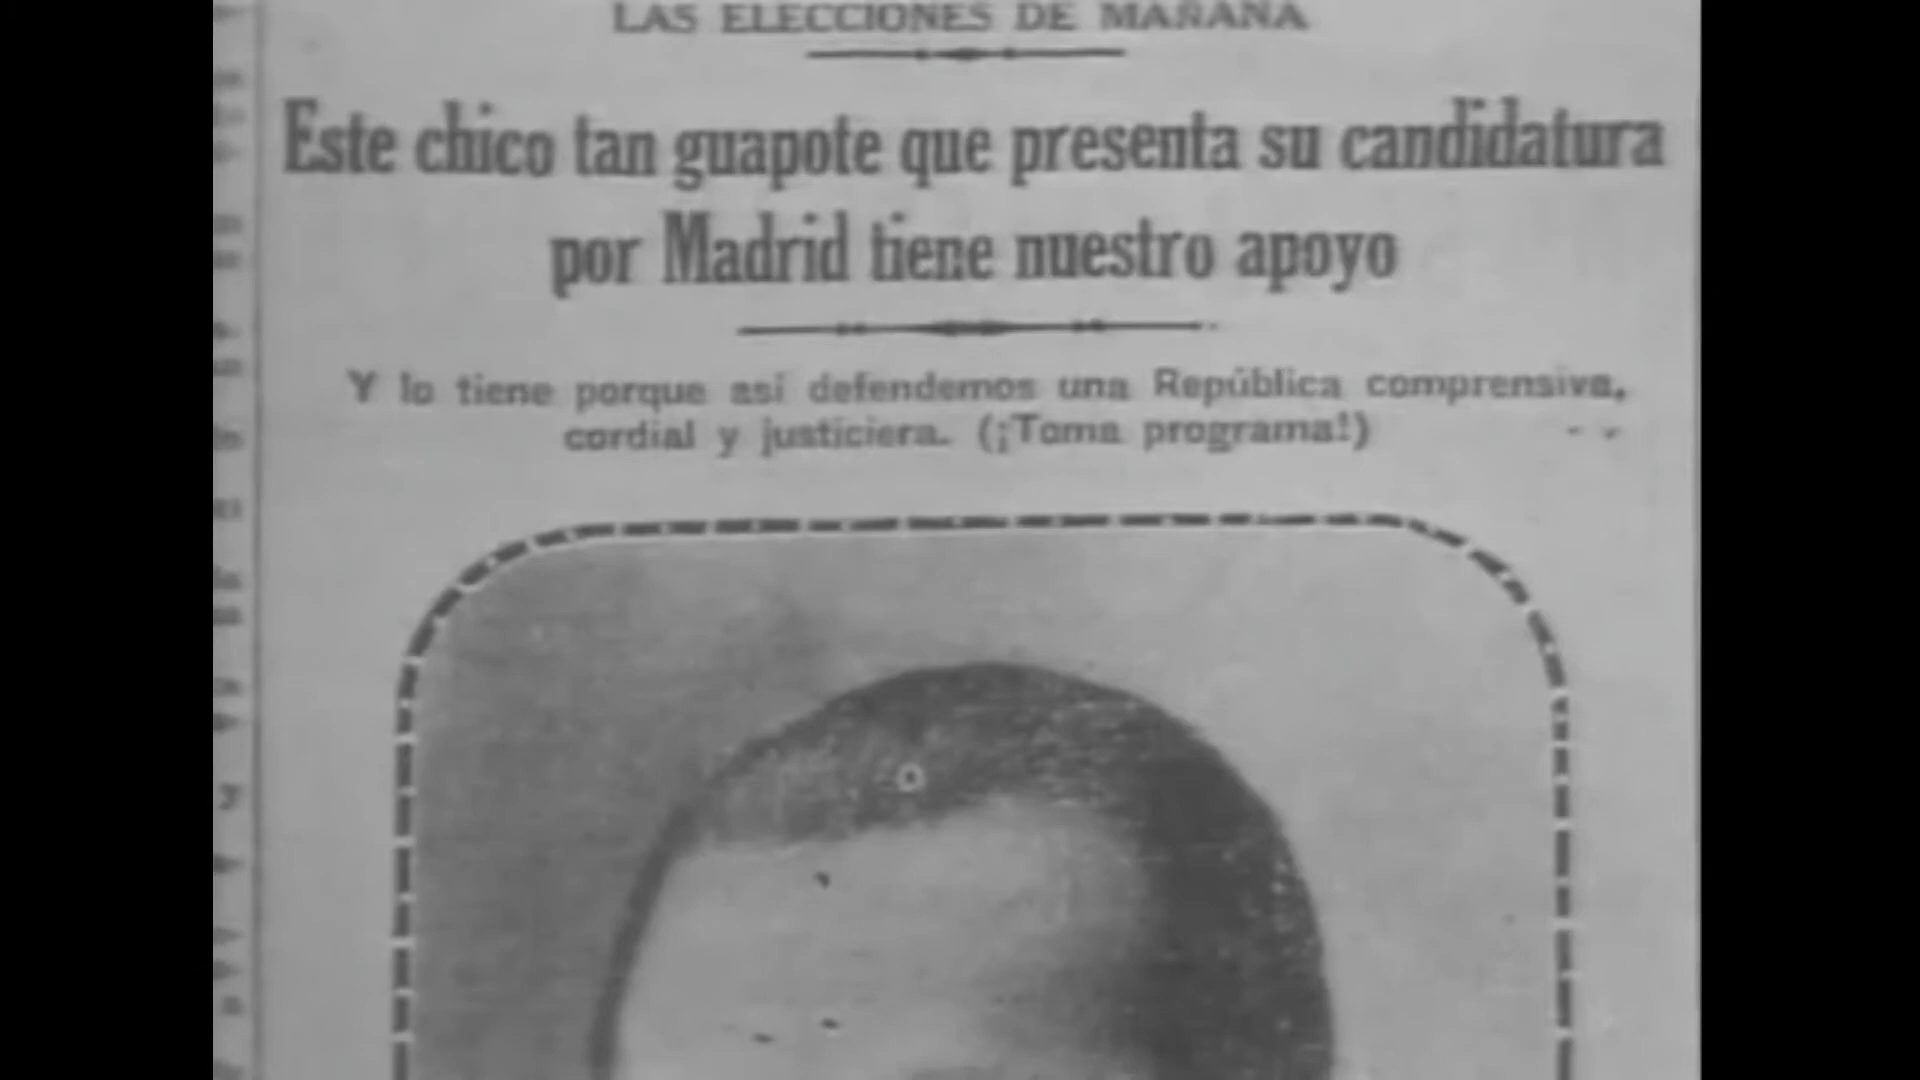 LAS ELECCIONES DE MAÑANA
Este chico tan guapote que presenta su candidatura
por Madrid tiene nuestro apoyo
Y lo tiene porque así defendemos una República comprensiva,
cordial y justiciera. (¡Toma programa!)